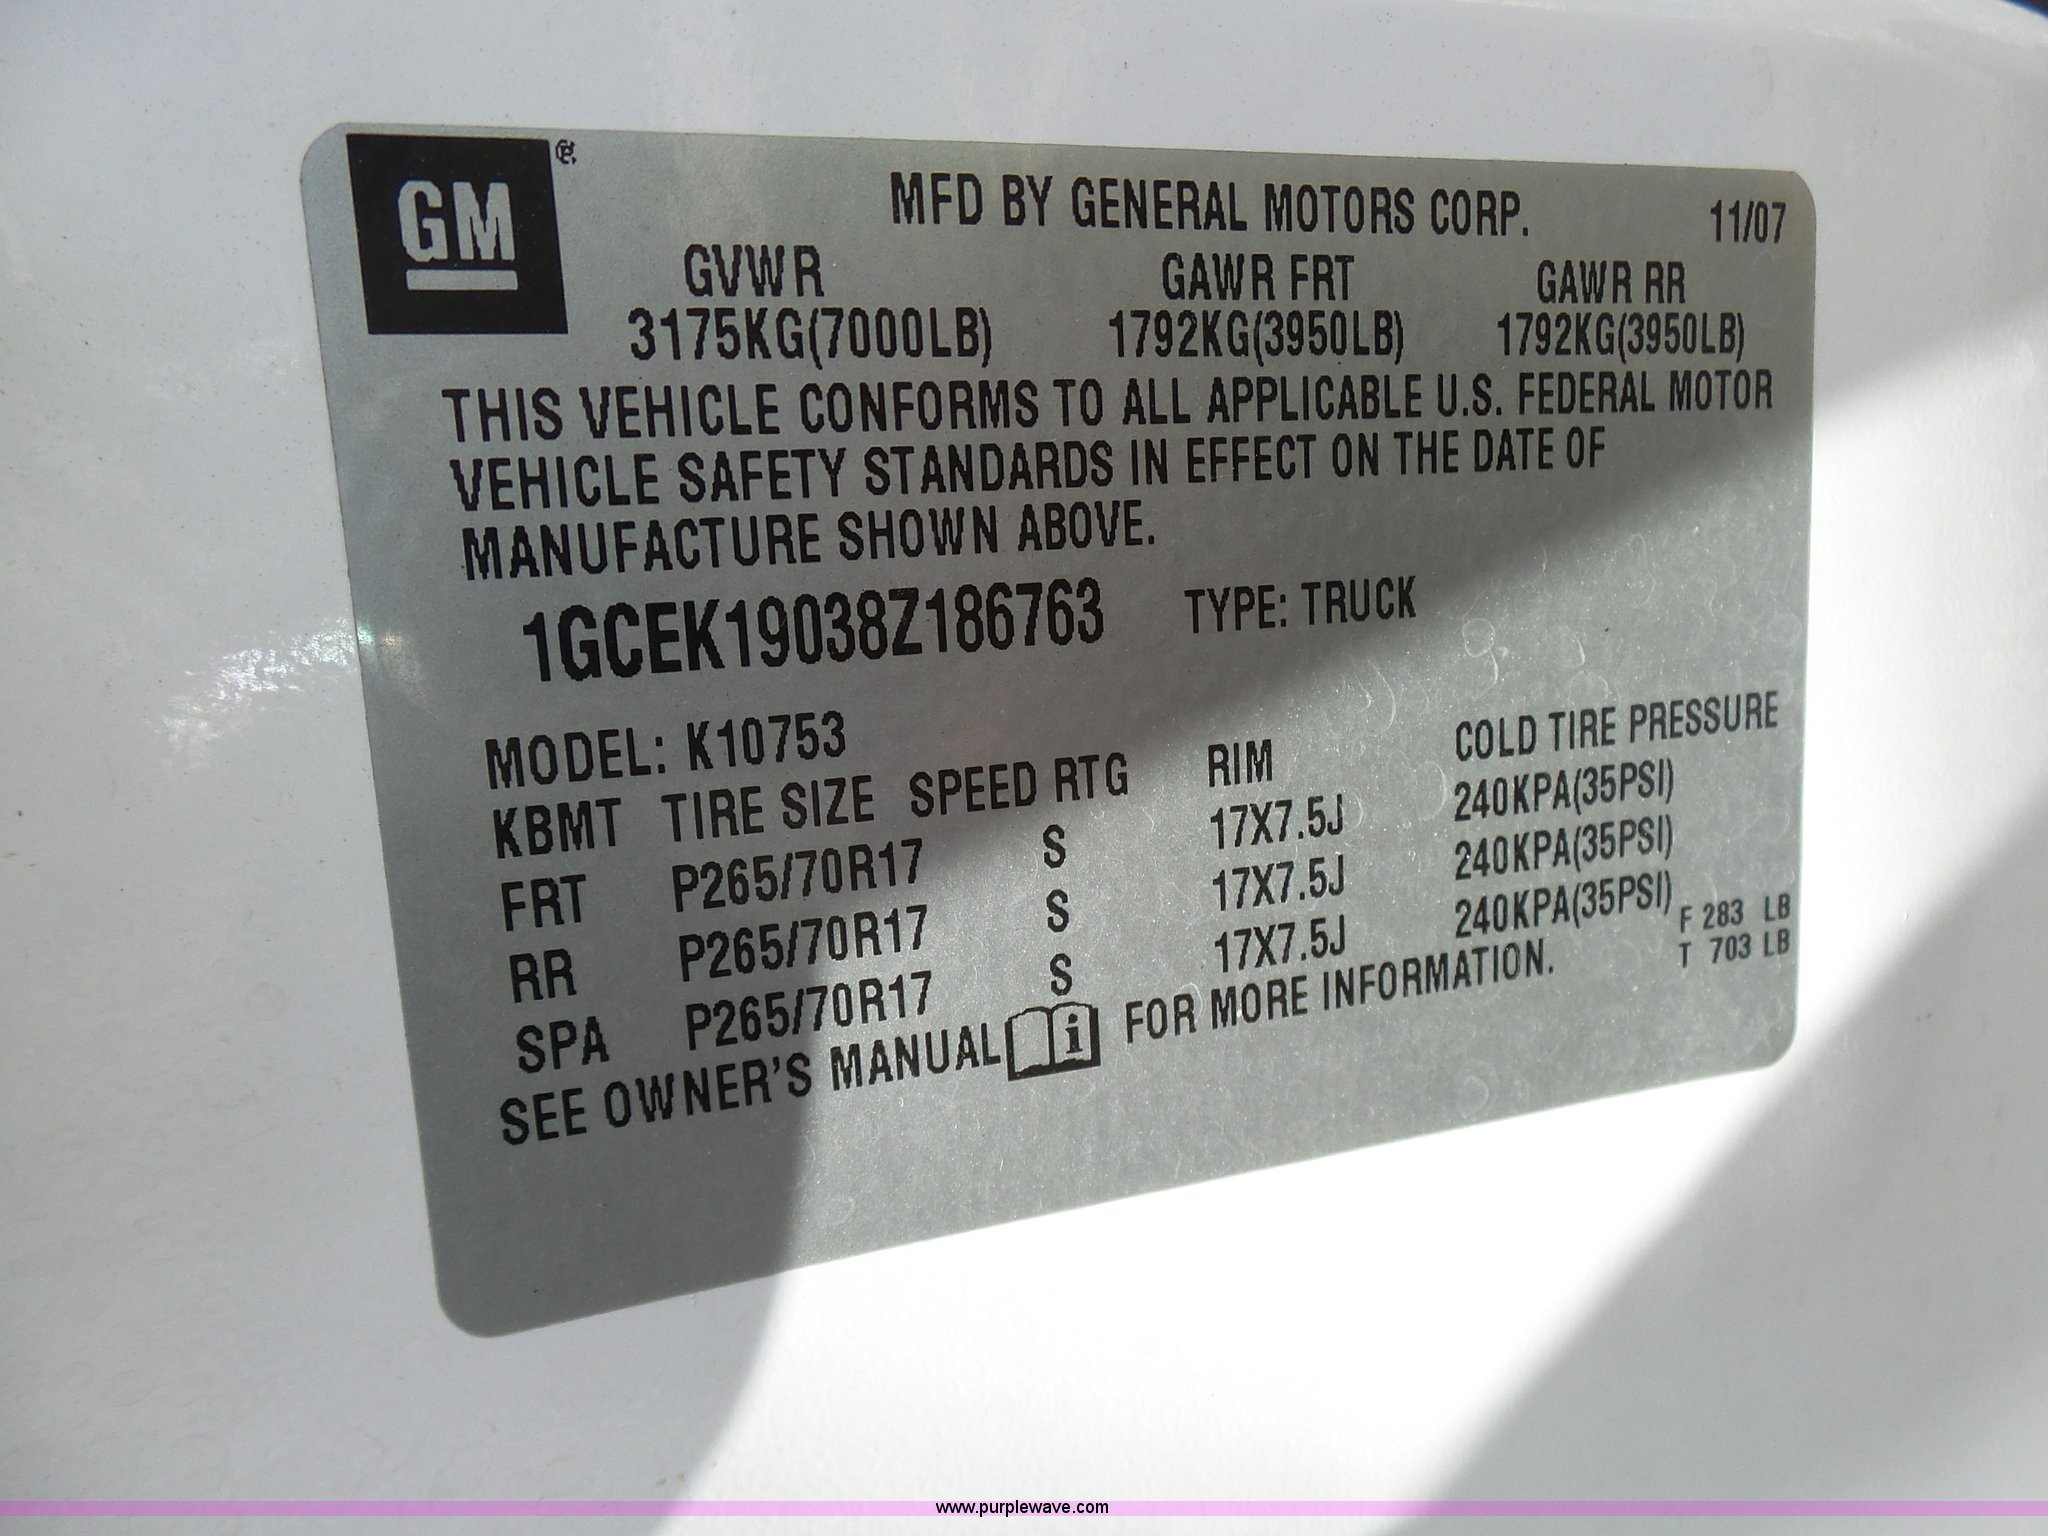 GM
MFD BY GENERAL MOTORS CORP. 11/07
GVWR GAWR FRT GAWR RR
3175KG(7000LB) 1792KG(3950LB) 1792KG(3950LB)
THIS VEHICLE CONFORMS TO ALL APPLICABLE U.S. FEDERAL MOTOR
VEHICLE SAFETY STANDARDS IN EFFECT ON THE DATE OF
MANUFACTURE SHOWN ABOVE.
1GCEK19038Z186763 TYPE: TRUCK
MODEL: K10753
KBMT TIRE SIZE SPEED RTG RIM COLD TIRE PRESSURE
FRT P265/70R17 S 17X7.5J 240KPA(35PSI)
RR P265/70R17 S 17X7.5J 240KPA(35PSI)
SPA P265/70R17 S 17X7.5J 240KPA(35PSI)
SEE OWNER'S MANUAL i FOR MORE INFORMATION.
F 283 LB
T 703 LB
www.purplewave.com